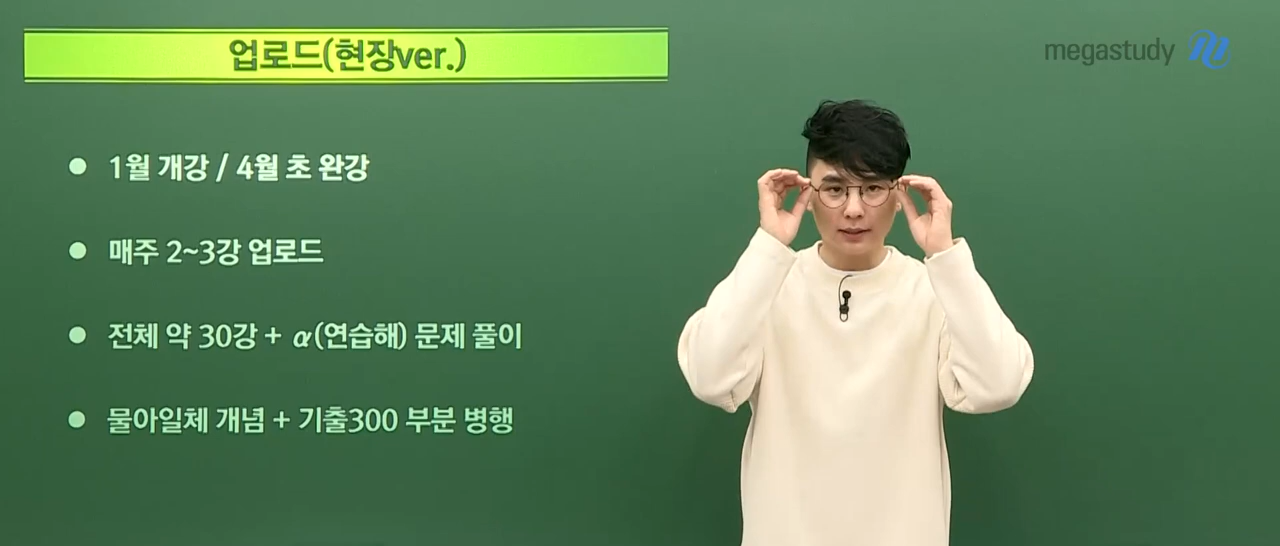 업로드(현장ver.)
megastudy
1월 개강 / 4월 초 완강
매주 2~3강 업로드
전체 약 30강 + α(연습해) 문제 풀이
물아일체 개념 + 기출300 부분 병행